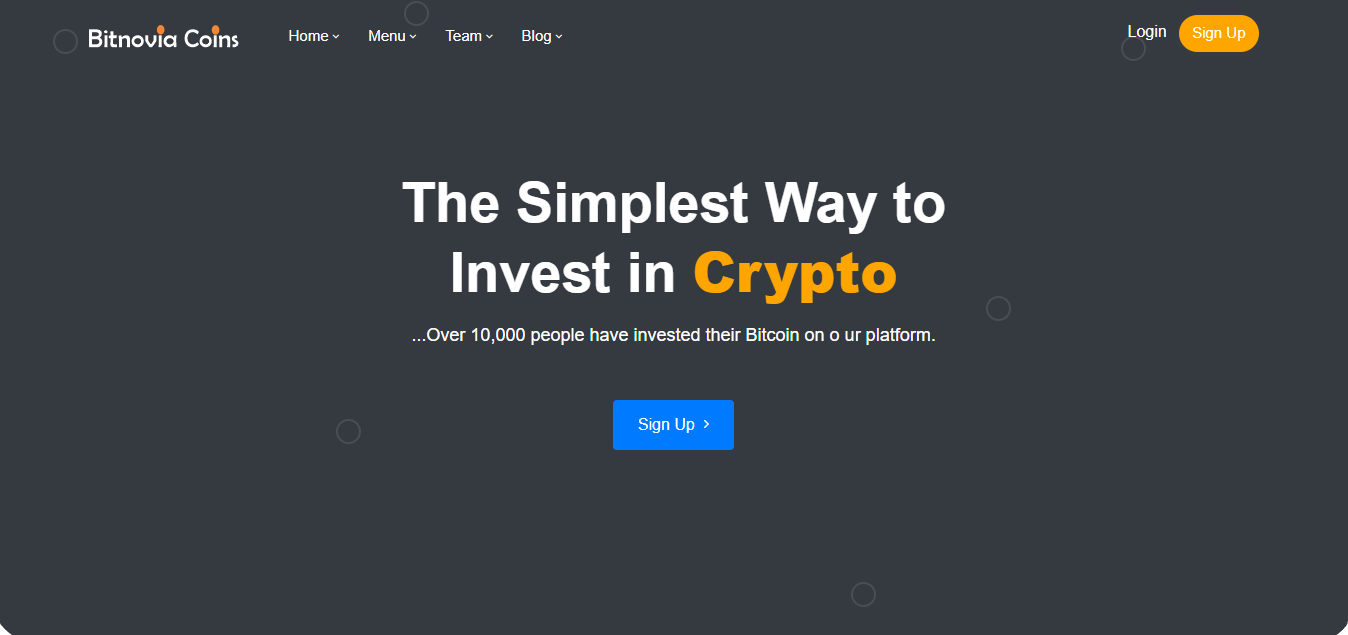 Bitnovia Coins
Home
Menu
Team
Blog
Login
Sign Up
The Simplest Way to
Invest in Crypto
...Over 10,000 people have invested their Bitcoin on o ur platform.
Sign Up